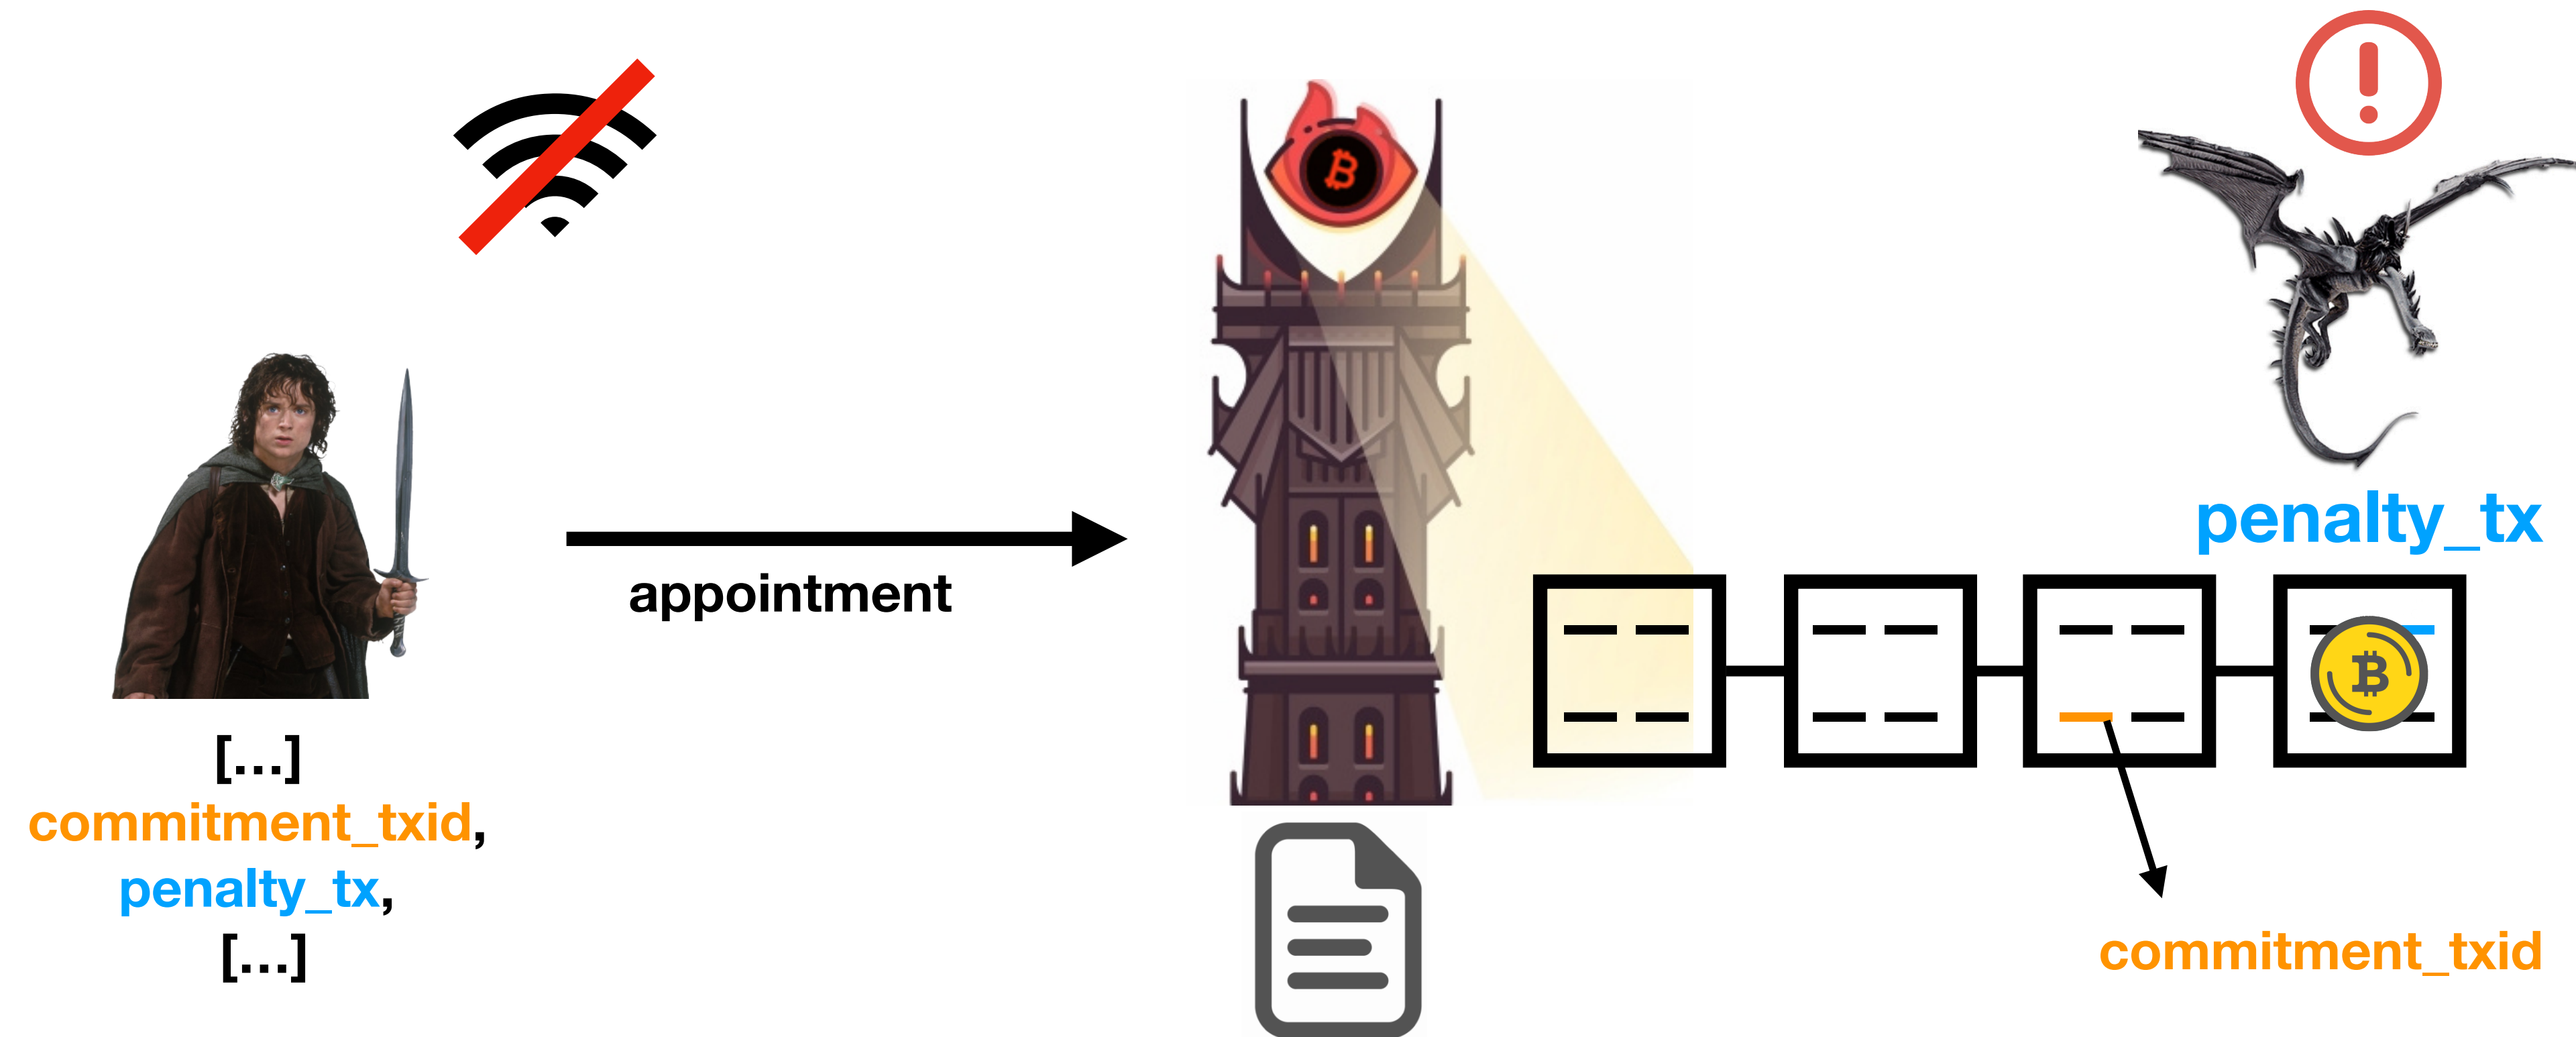 appointment
[...]
commitment_txid,
penalty_tx,
[...]
penalty_tx
commitment_txid